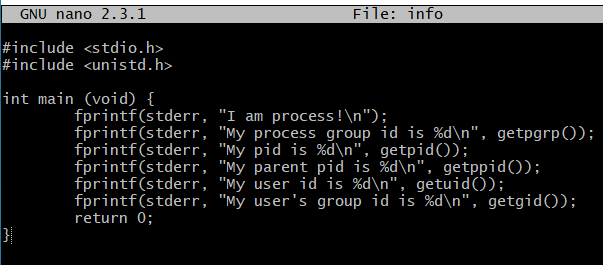 GNU nano 2.3.1 File: info
#include <stdio.h>
#include <unistd.h>
int main (void) {
fprintf(stderr, "I am process!\n");
fprintf(stderr, "My process group id is %d\n", getpgrp());
fprintf(stderr, "My pid is %d\n", getpid());
fprintf(stderr, "My parent pid is %d\n", getppid());
fprintf(stderr, "My user id is %d\n", getuid());
fprintf(stderr, "My user's group id is %d\n", getgid());
return 0;
}